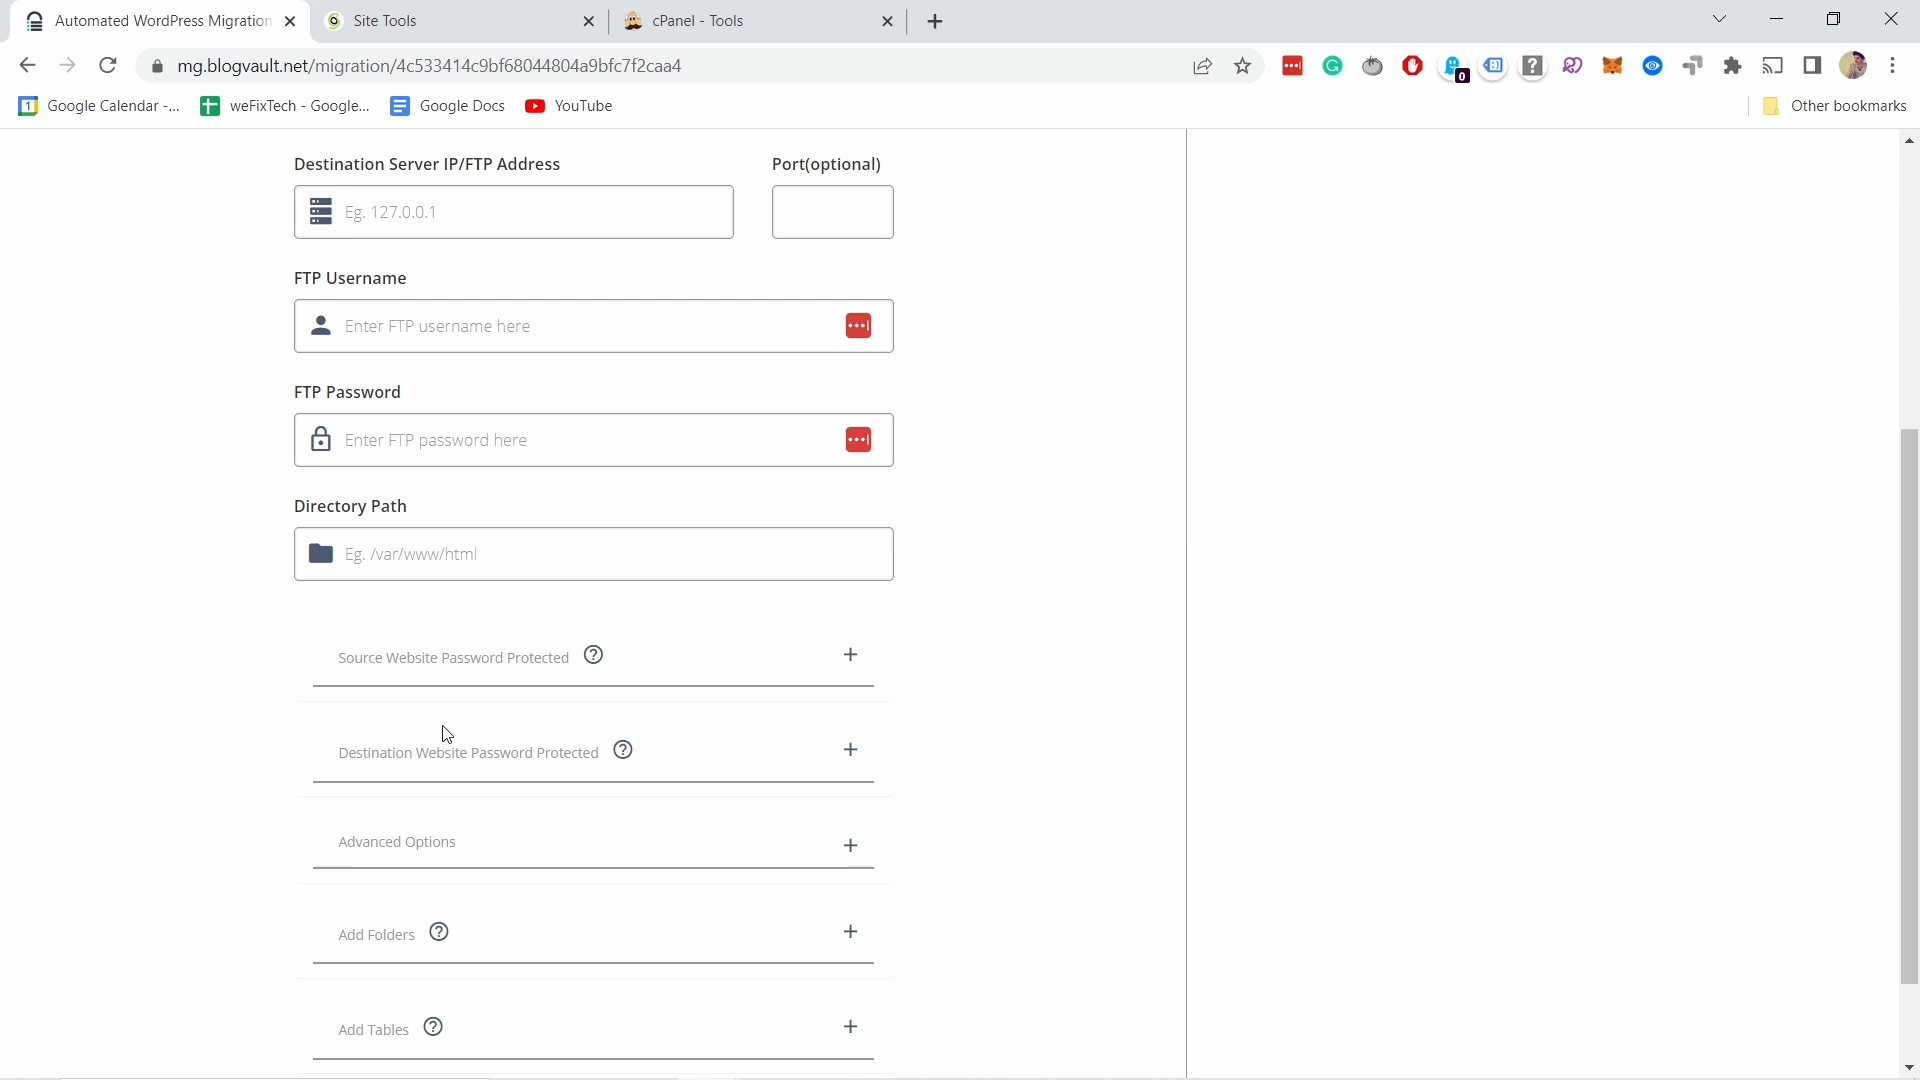 Automated WordPress Migration
Site Tools
cPanel - Tools
mg.blogvault.net/migration/4c533414c9bf68044804a9bfc7f2caa4
0
1
Google Calendar -...
weFixTech - Google...
Google Docs
YouTube
Other bookmarks
Destination Server IP/FTP Address
Port(optional)
Eg. 127.0.0.1
FTP Username
Enter FTP username here
FTP Password
Enter FTP password here
Directory Path
Eg. /var/www/html
Source Website Password Protected ?
Destination Website Password Protected ?
Advanced Options
Add Folders ?
Add Tables ?